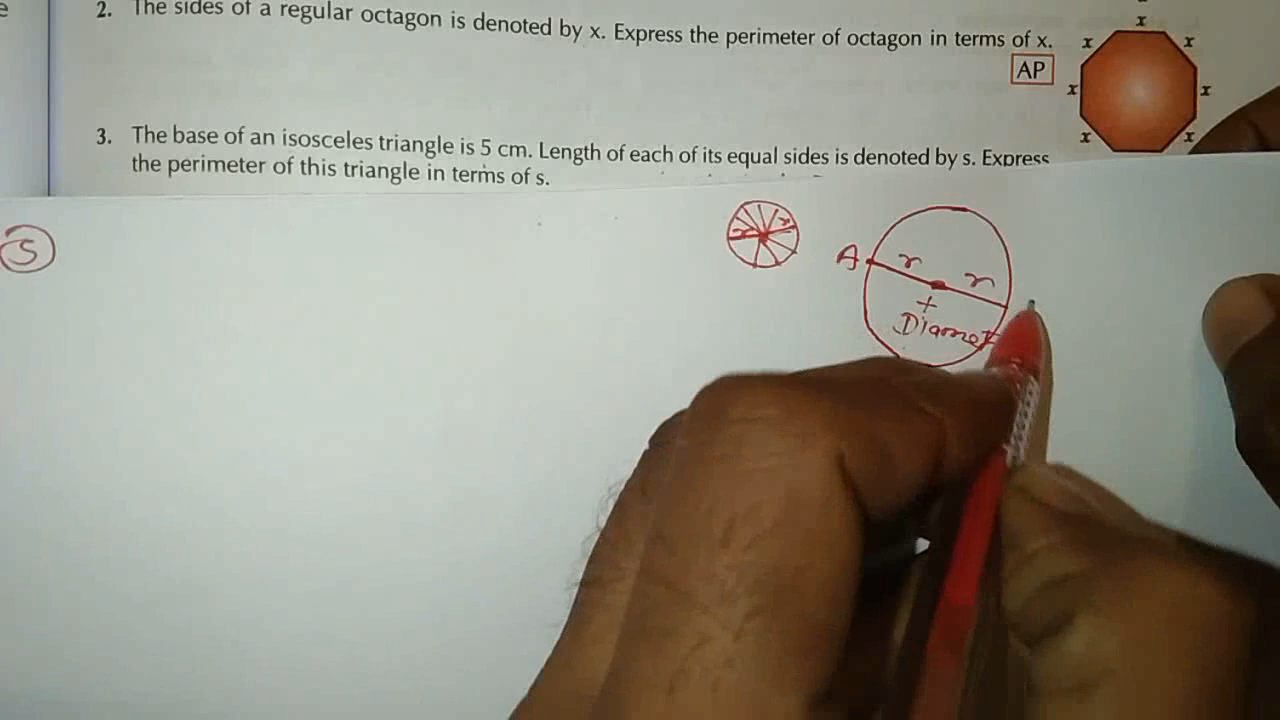 2. The sides of a regular octagon is denoted by x. Express the perimeter of octagon in terms of x.
AP
x
x
x
x
x
x
x
3. The base of an isosceles triangle is 5 cm. Length of each of its equal sides is denoted by s. Express
the perimeter of this triangle in terms of s.
5
r
r
A
r
r
+
Diamet